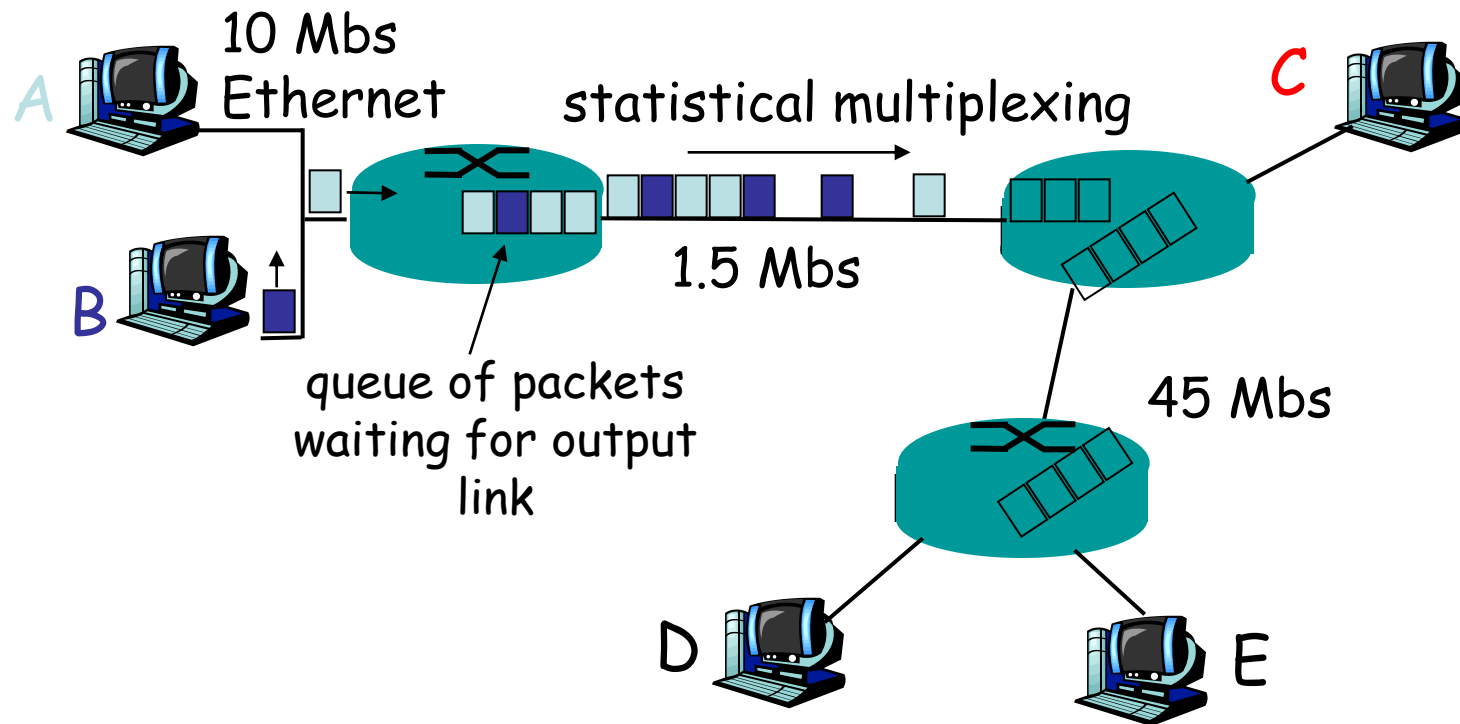 A
10 Mbs
Ethernet
statistical multiplexing
C
B
1.5 Mbs
queue of packets
waiting for output
link
45 Mbs
D
E